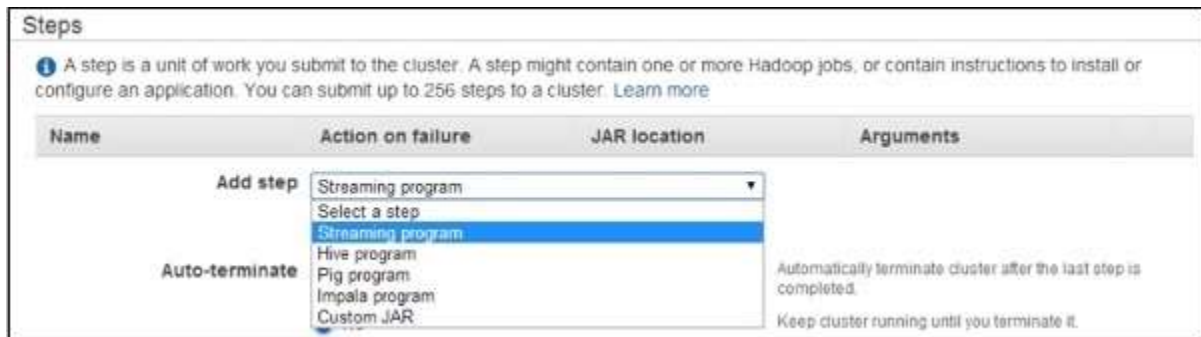 Steps
A step is a unit of work you submit to the cluster. A step might contain one or more Hadoop jobs, or contain instructions to install or
configure an application. You can submit up to 256 steps to a cluster. Learn more
Name Action on failure JAR location Arguments
Add step Streaming program
Select a step
Streaming program
Hive program
Pig program
Impala program
Custom JAR
Auto-terminate
Automatically terminate cluster after the last step is
completed.
Keep cluster running until you terminate it.